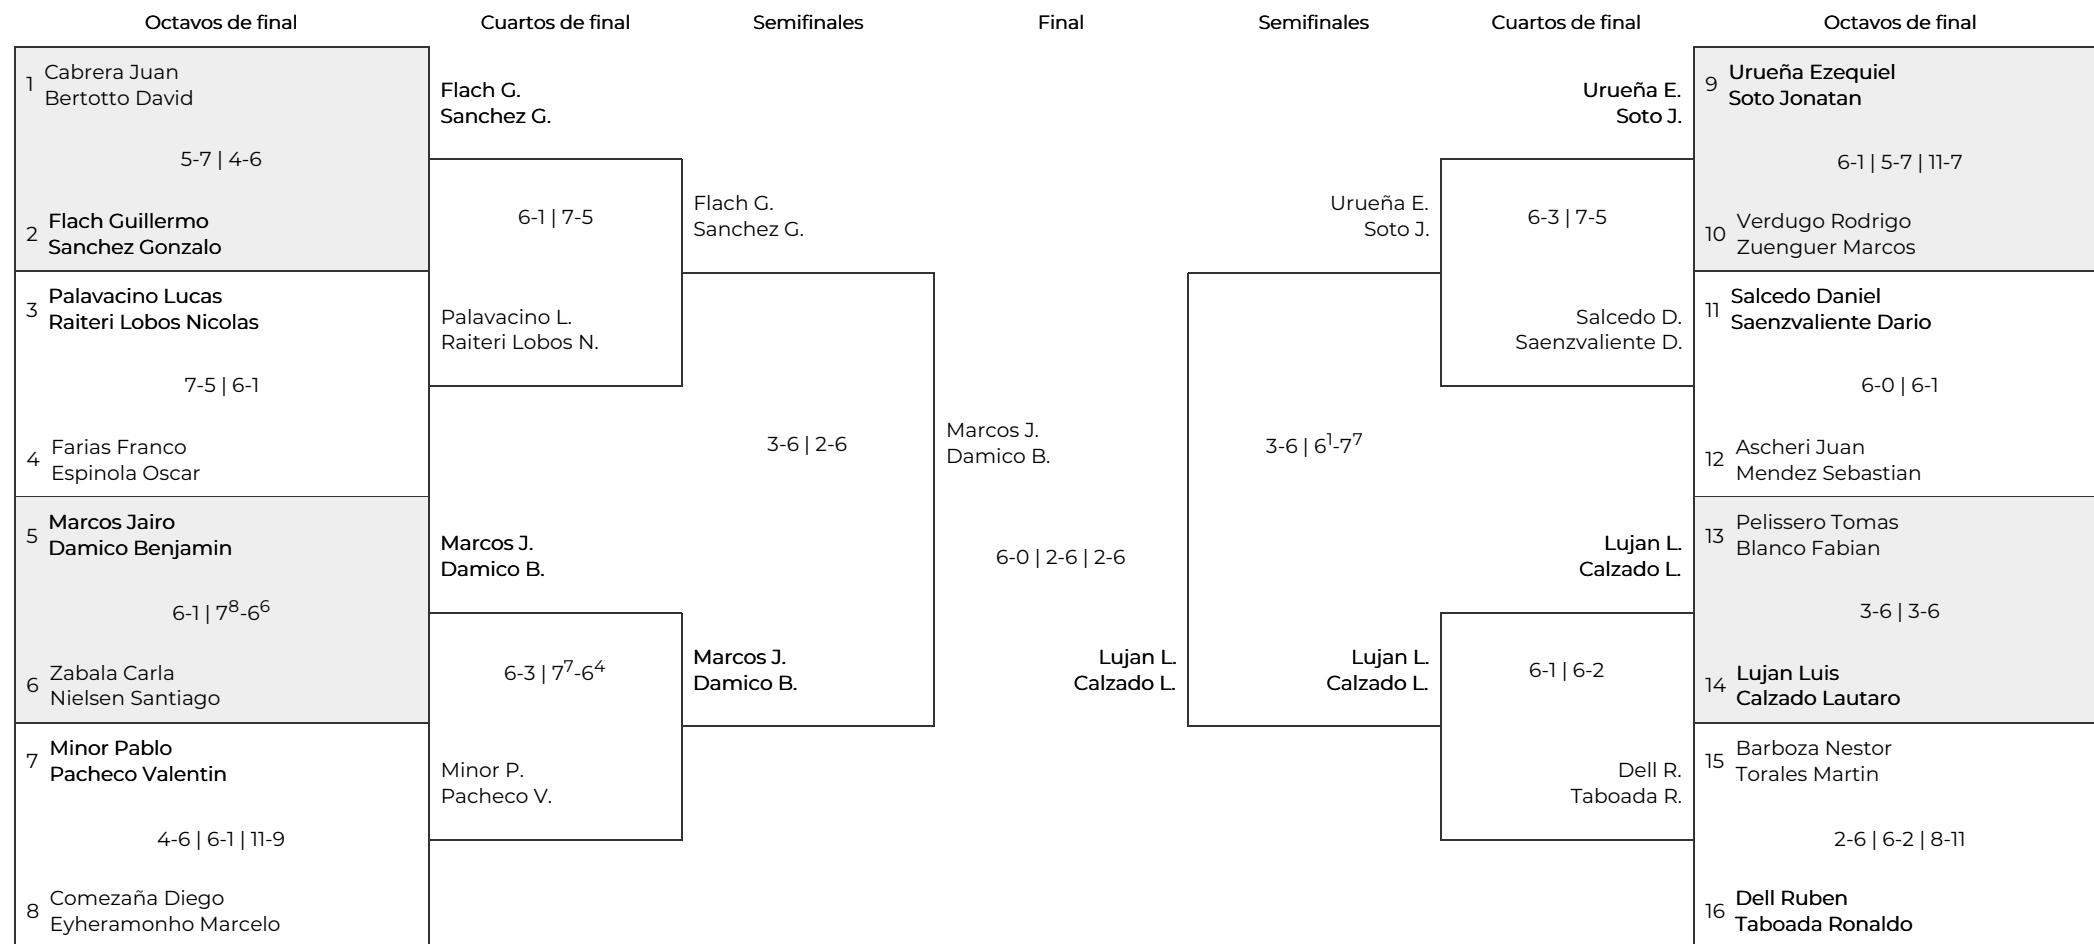 Octavos de final
Cuartos de final
Semifinales
Final
Semifinales
Cuartos de final
Octavos de final
1
Cabrera Juan
Bertotto David
5-7 | 4-6
2
Flach Guillermo
Sanchez Gonzalo
3
Palavacino Lucas
Raiteri Lobos Nicolas
7-5 | 6-1
4
Farias Franco
Espinola Oscar
5
Marcos Jairo
Damico Benjamin
6-1 | 7⁸-6⁶
6
Zabala Carla
Nielsen Santiago
7
Minor Pablo
Pacheco Valentin
4-6 | 6-1 | 11-9
8
Comezaña Diego
Eyheramonho Marcelo
Flach G.
Sanchez G.
6-1 | 7-5
Palavacino L.
Raiteri Lobos N.
Marcos J.
Damico B.
6-3 | 7⁷-6⁴
Minor P.
Pacheco V.
Flach G.
Sanchez G.
3-6 | 2-6
Marcos J.
Damico B.
Marcos J.
Damico B.
6-0 | 2-6 | 2-6
Lujan L.
Calzado L.
Urueña E.
Soto J.
3-6 | 6¹-7⁷
Lujan L.
Calzado L.
Urueña E.
Soto J.
6-3 | 7-5
Salcedo D.
Saenzvaliente D.
Lujan L.
Calzado L.
6-1 | 6-2
Dell R.
Taboada R.
9
Urueña Ezequiel
Soto Jonatan
6-1 | 5-7 | 11-7
10
Verdugo Rodrigo
Zuenguer Marcos
11
Salcedo Daniel
Saenzvaliente Dario
6-0 | 6-1
12
Ascheri Juan
Mendez Sebastian
13
Pelissero Tomas
Blanco Fabian
3-6 | 3-6
14
Lujan Luis
Calzado Lautaro
15
Barboza Nestor
Torales Martin
2-6 | 6-2 | 8-11
16
Dell Ruben
Taboada Ronaldo